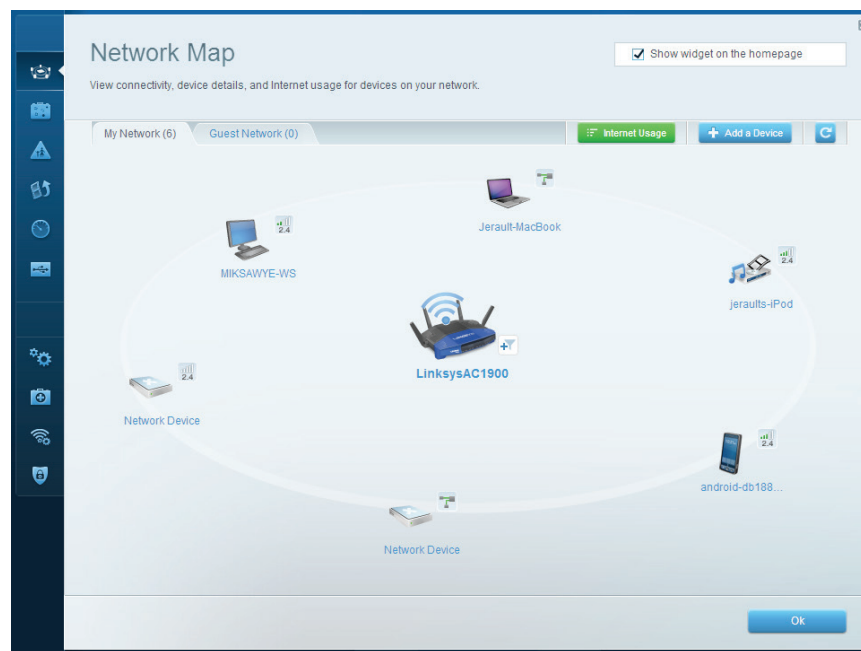 Network Map
Show widget on the homepage
View connectivity, device details, and Internet usage for devices on your network.
My Network (6)
Guest Network (0)
Internet Usage
Add a Device
Jerault-MacBook
2.4
MIKSAWYE-WS
2.4
jeraults-iPod
LinksysAC1900
2.4
Network Device
2.4
android-db188...
Network Device
Ok